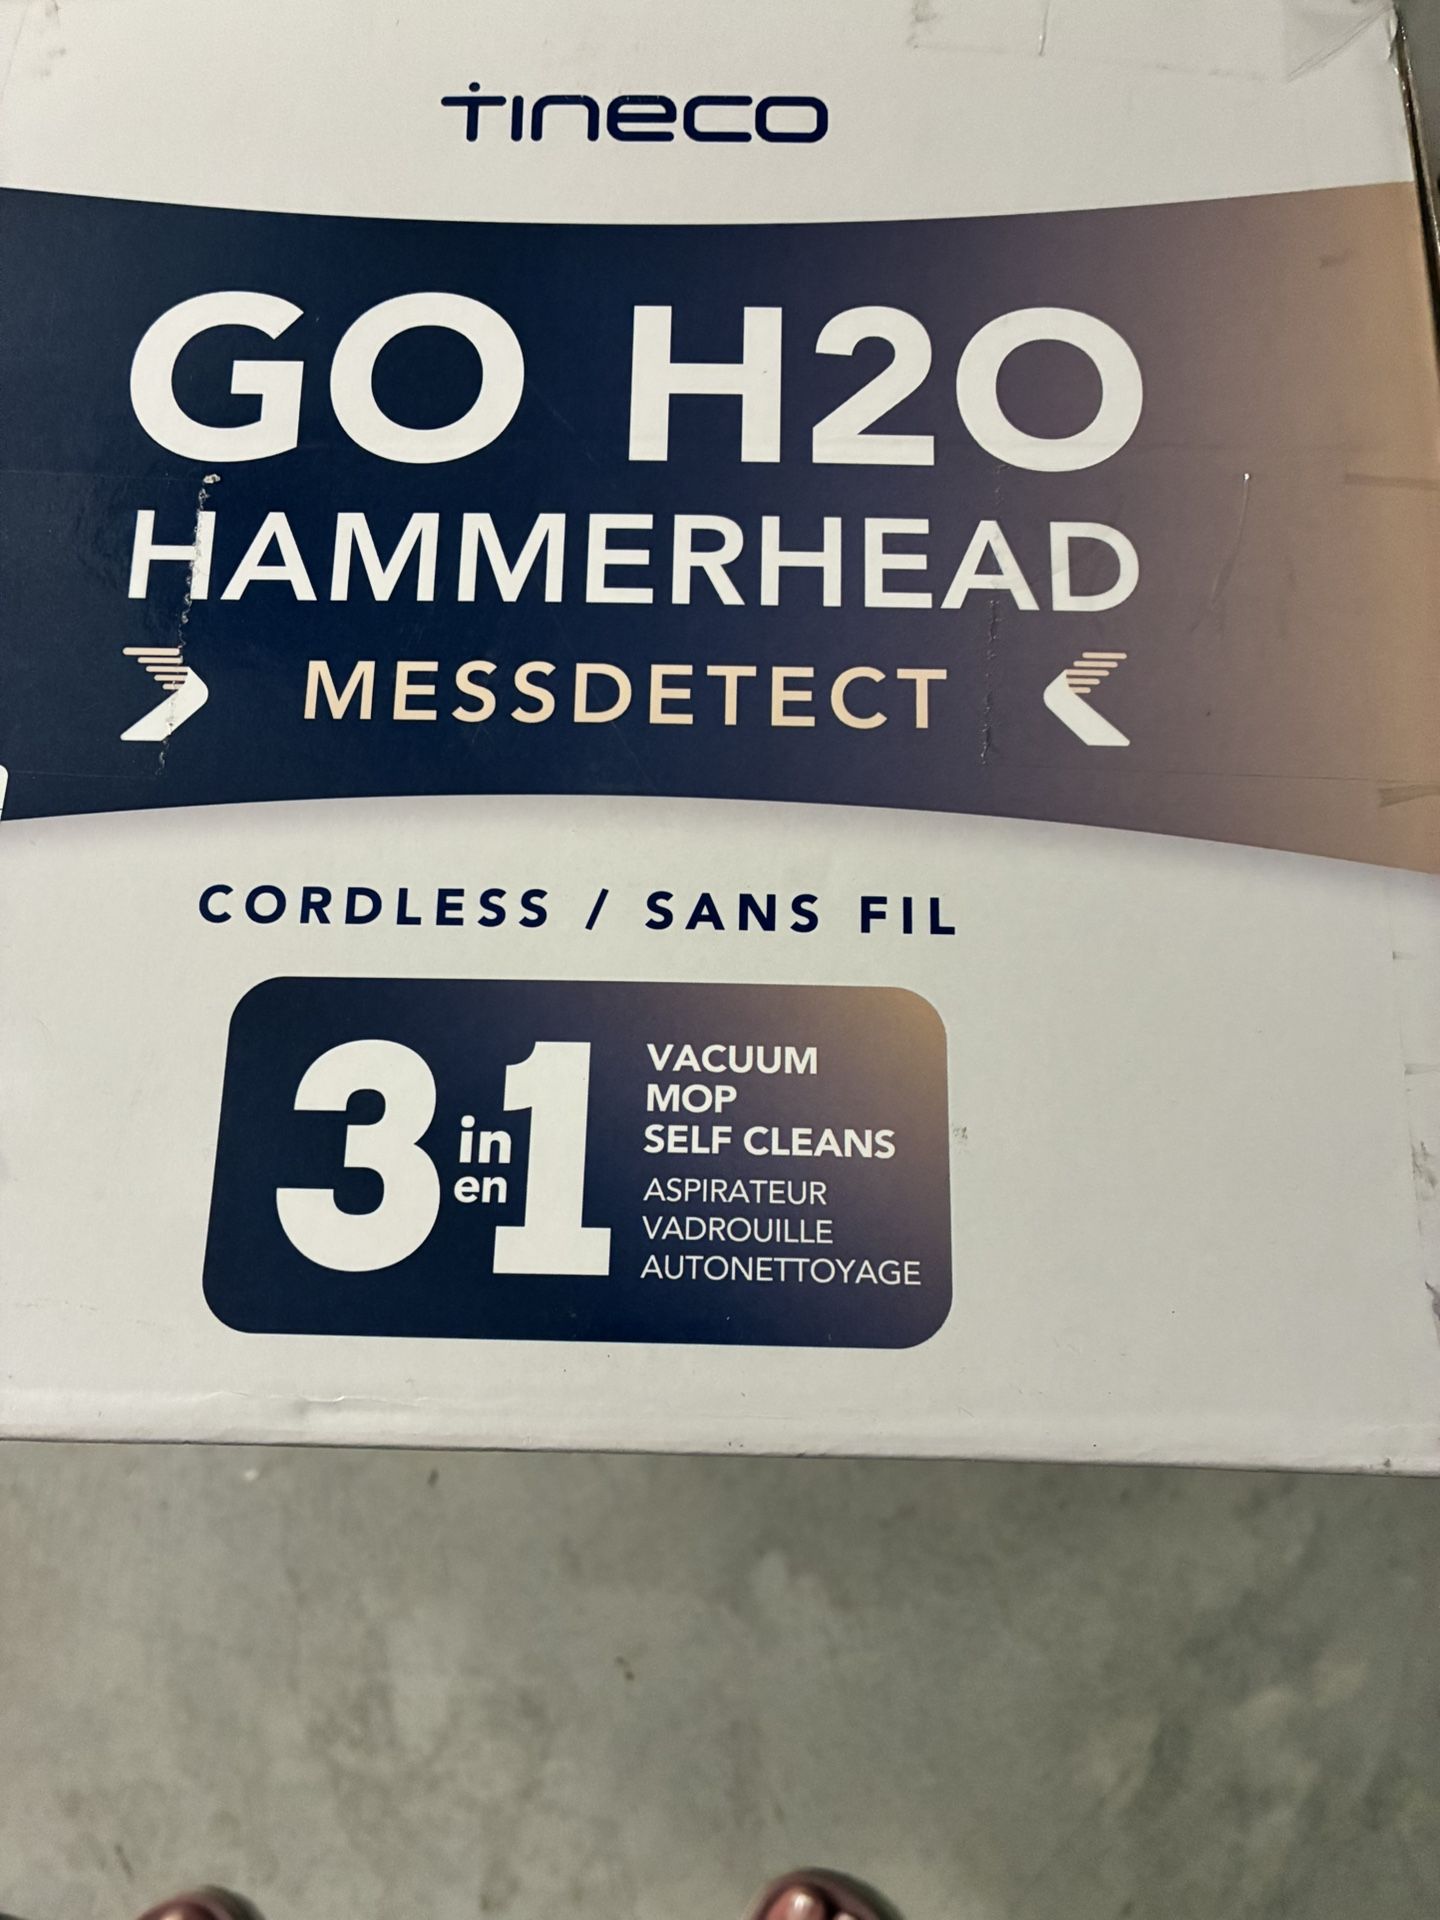 tineco
GO H2O
HAMMERHEAD
MESSDETECT
CORDLESS / SANS FIL
3 in en 1
VACUUM
MOP
SELF CLEANS
ASPIRATEUR
VADROUILLE
AUTONETTOYAGE